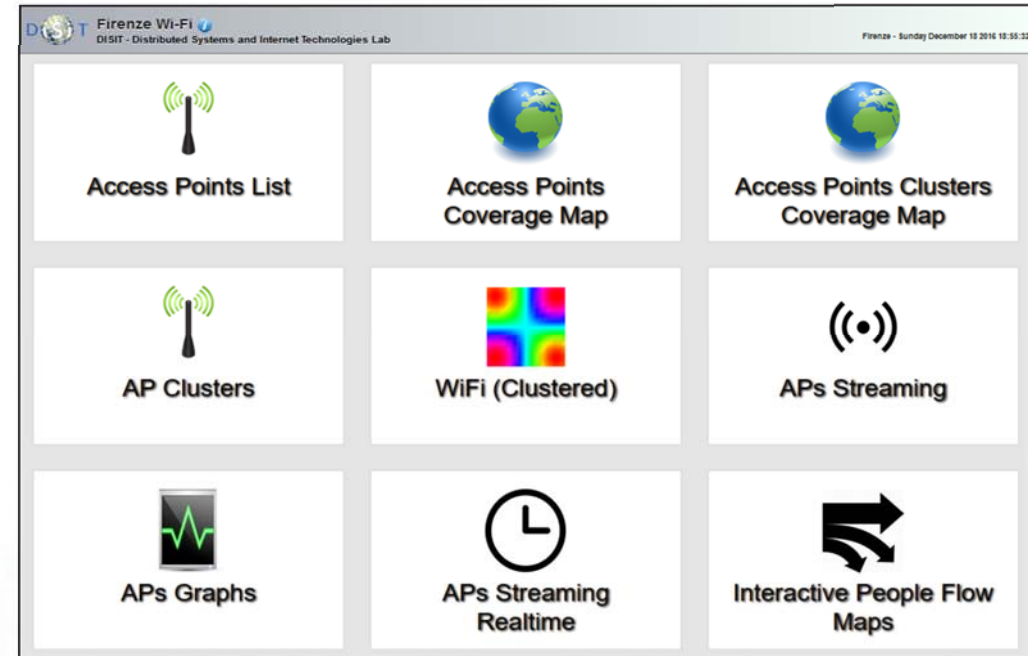 DISIT
Firenze Wi-Fi
DISIT - Distributed Systems and Internet Technologies Lab
Firenze - Sunday December 18 2016 18:55:32
Access Points List
Access Points
Coverage Map
Access Points Clusters
Coverage Map
AP Clusters
WiFi (Clustered)
APs Streaming
APs Graphs
APs Streaming
Realtime
Interactive People Flow
Maps